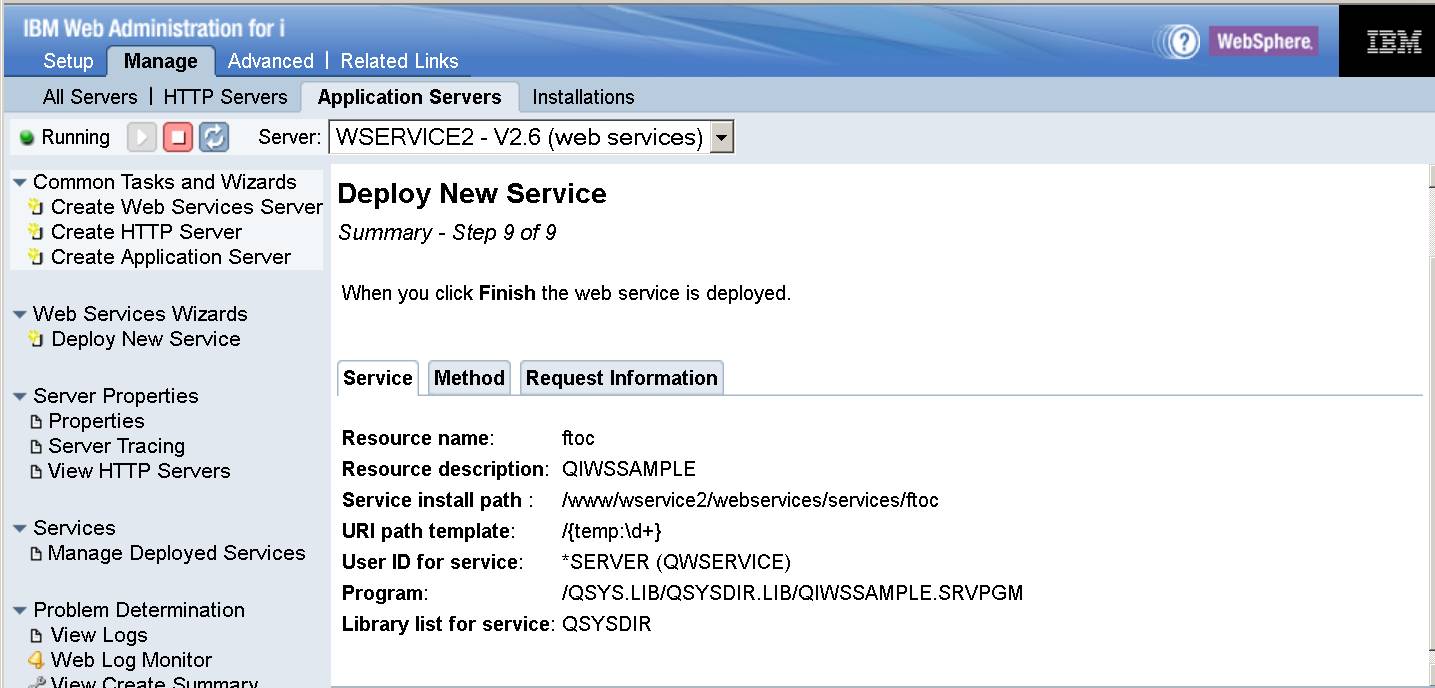 IBM Web Administration for i
WebSphere.
IBM
Setup Manage Advanced | Related Links
All Servers | HTTP Servers Application Servers Installations
Running Server: WSERVICE2 - V2.6 (web services)
Common Tasks and Wizards
Create Web Services Server
Create HTTP Server
Create Application Server
Web Services Wizards
Deploy New Service
Server Properties
Properties
Server Tracing
View HTTP Servers
Services
Manage Deployed Services
Problem Determination
View Logs
Web Log Monitor
View Create Summary
Deploy New Service
Summary - Step 9 of 9
When you click Finish the web service is deployed.
Service Method Request Information
Resource name: ftoc
Resource description: QIWSSAMPLE
Service install path : /www/wservice2/webservices/services/ftoc
URI path template: /{temp:\d+}
User ID for service: *SERVER (QWSERVICE)
Program: /QSYS.LIB/QSYSDIR.LIB/QIWSSAMPLE.SRVPGM
Library list for service: QSYSDIR